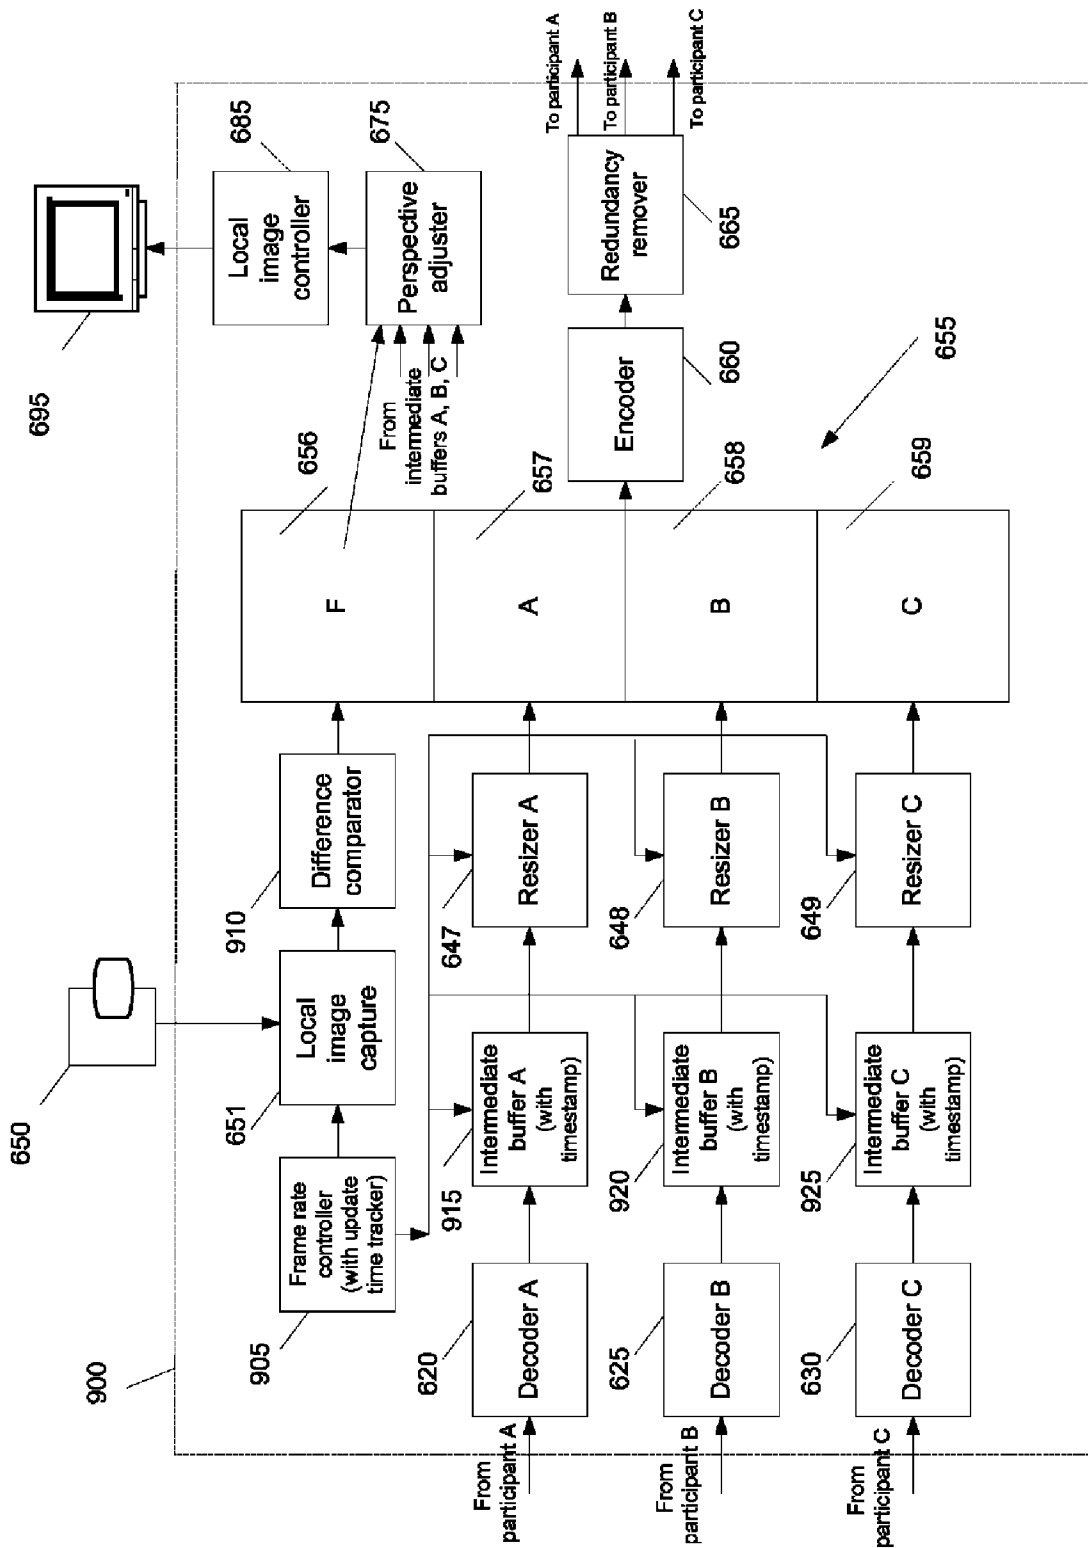 900
650
695
905
Frame rate
controller
(with update
time tracker)
651
Local
image
capture
910
Difference
comparator
656
F
685
Local
image
controller
675
Perspective
adjuster
From
intermediate
buffers A, B, C
From
participant A
620
Decoder A
915
Intermediate
buffer A
(with
timestamp)
647
Resizer A
657
A
From
participant B
625
Decoder B
920
Intermediate
buffer B
(with
timestamp)
648
Resizer B
658
B
From
participant C
630
Decoder C
925
Intermediate
buffer C
(with
timestamp)
649
Resizer C
659
C
655
Encoder
660
Redundancy
remover
665
To participant A
To participant B
To participant C